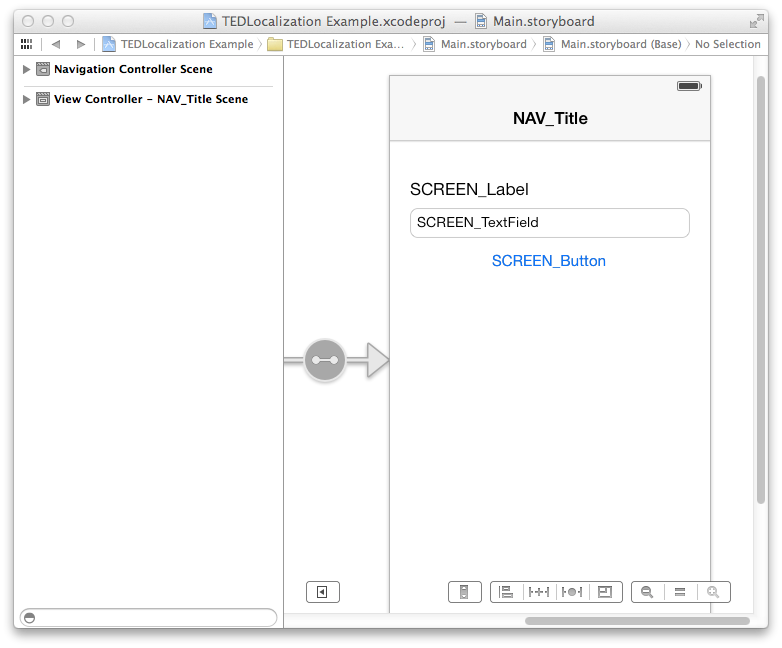 TEDLocalization Example.xcodeproj — Main.storyboard
TEDLocalization Example TEDLocalization Exa... Main.storyboard Main.storyboard (Base) No Selection
Navigation Controller Scene
View Controller - NAV_Title Scene
NAV_Title
SCREEN_Label
SCREEN_TextField
SCREEN_Button